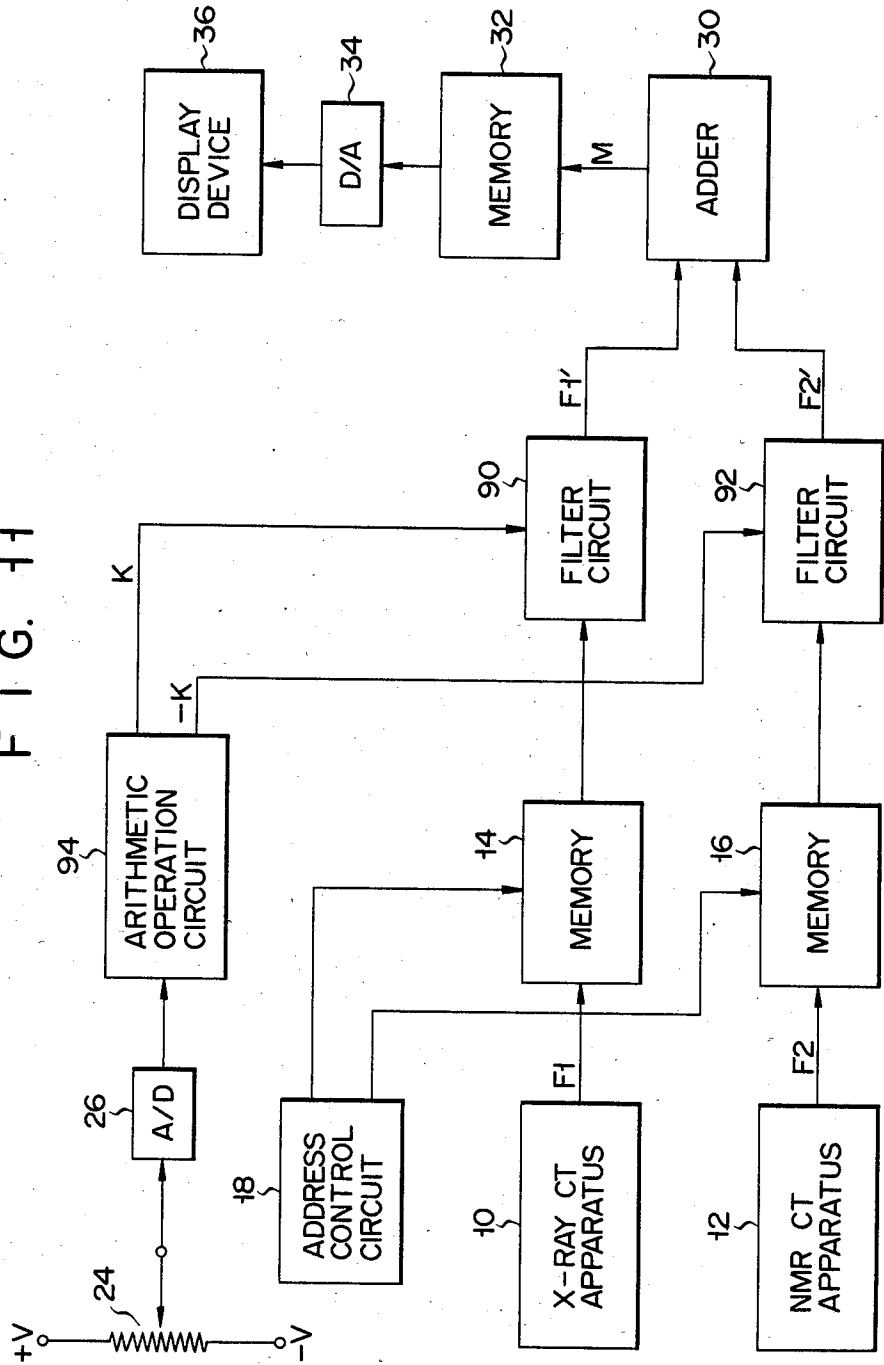 F I G. 11
+V
24
-V
26
A/D
94
ARITHMETIC
OPERATION
CIRCUIT
K
-K
18
ADDRESS
CONTROL
CIRCUIT
10
X-RAY CT
APPARATUS
F1
14
MEMORY
90
FILTER
CIRCUIT
F1'
12
NMR CT
APPARATUS
F2
16
MEMORY
92
FILTER
CIRCUIT
F2'
36
DISPLAY
DEVICE
34
D/A
32
MEMORY
M
30
ADDER